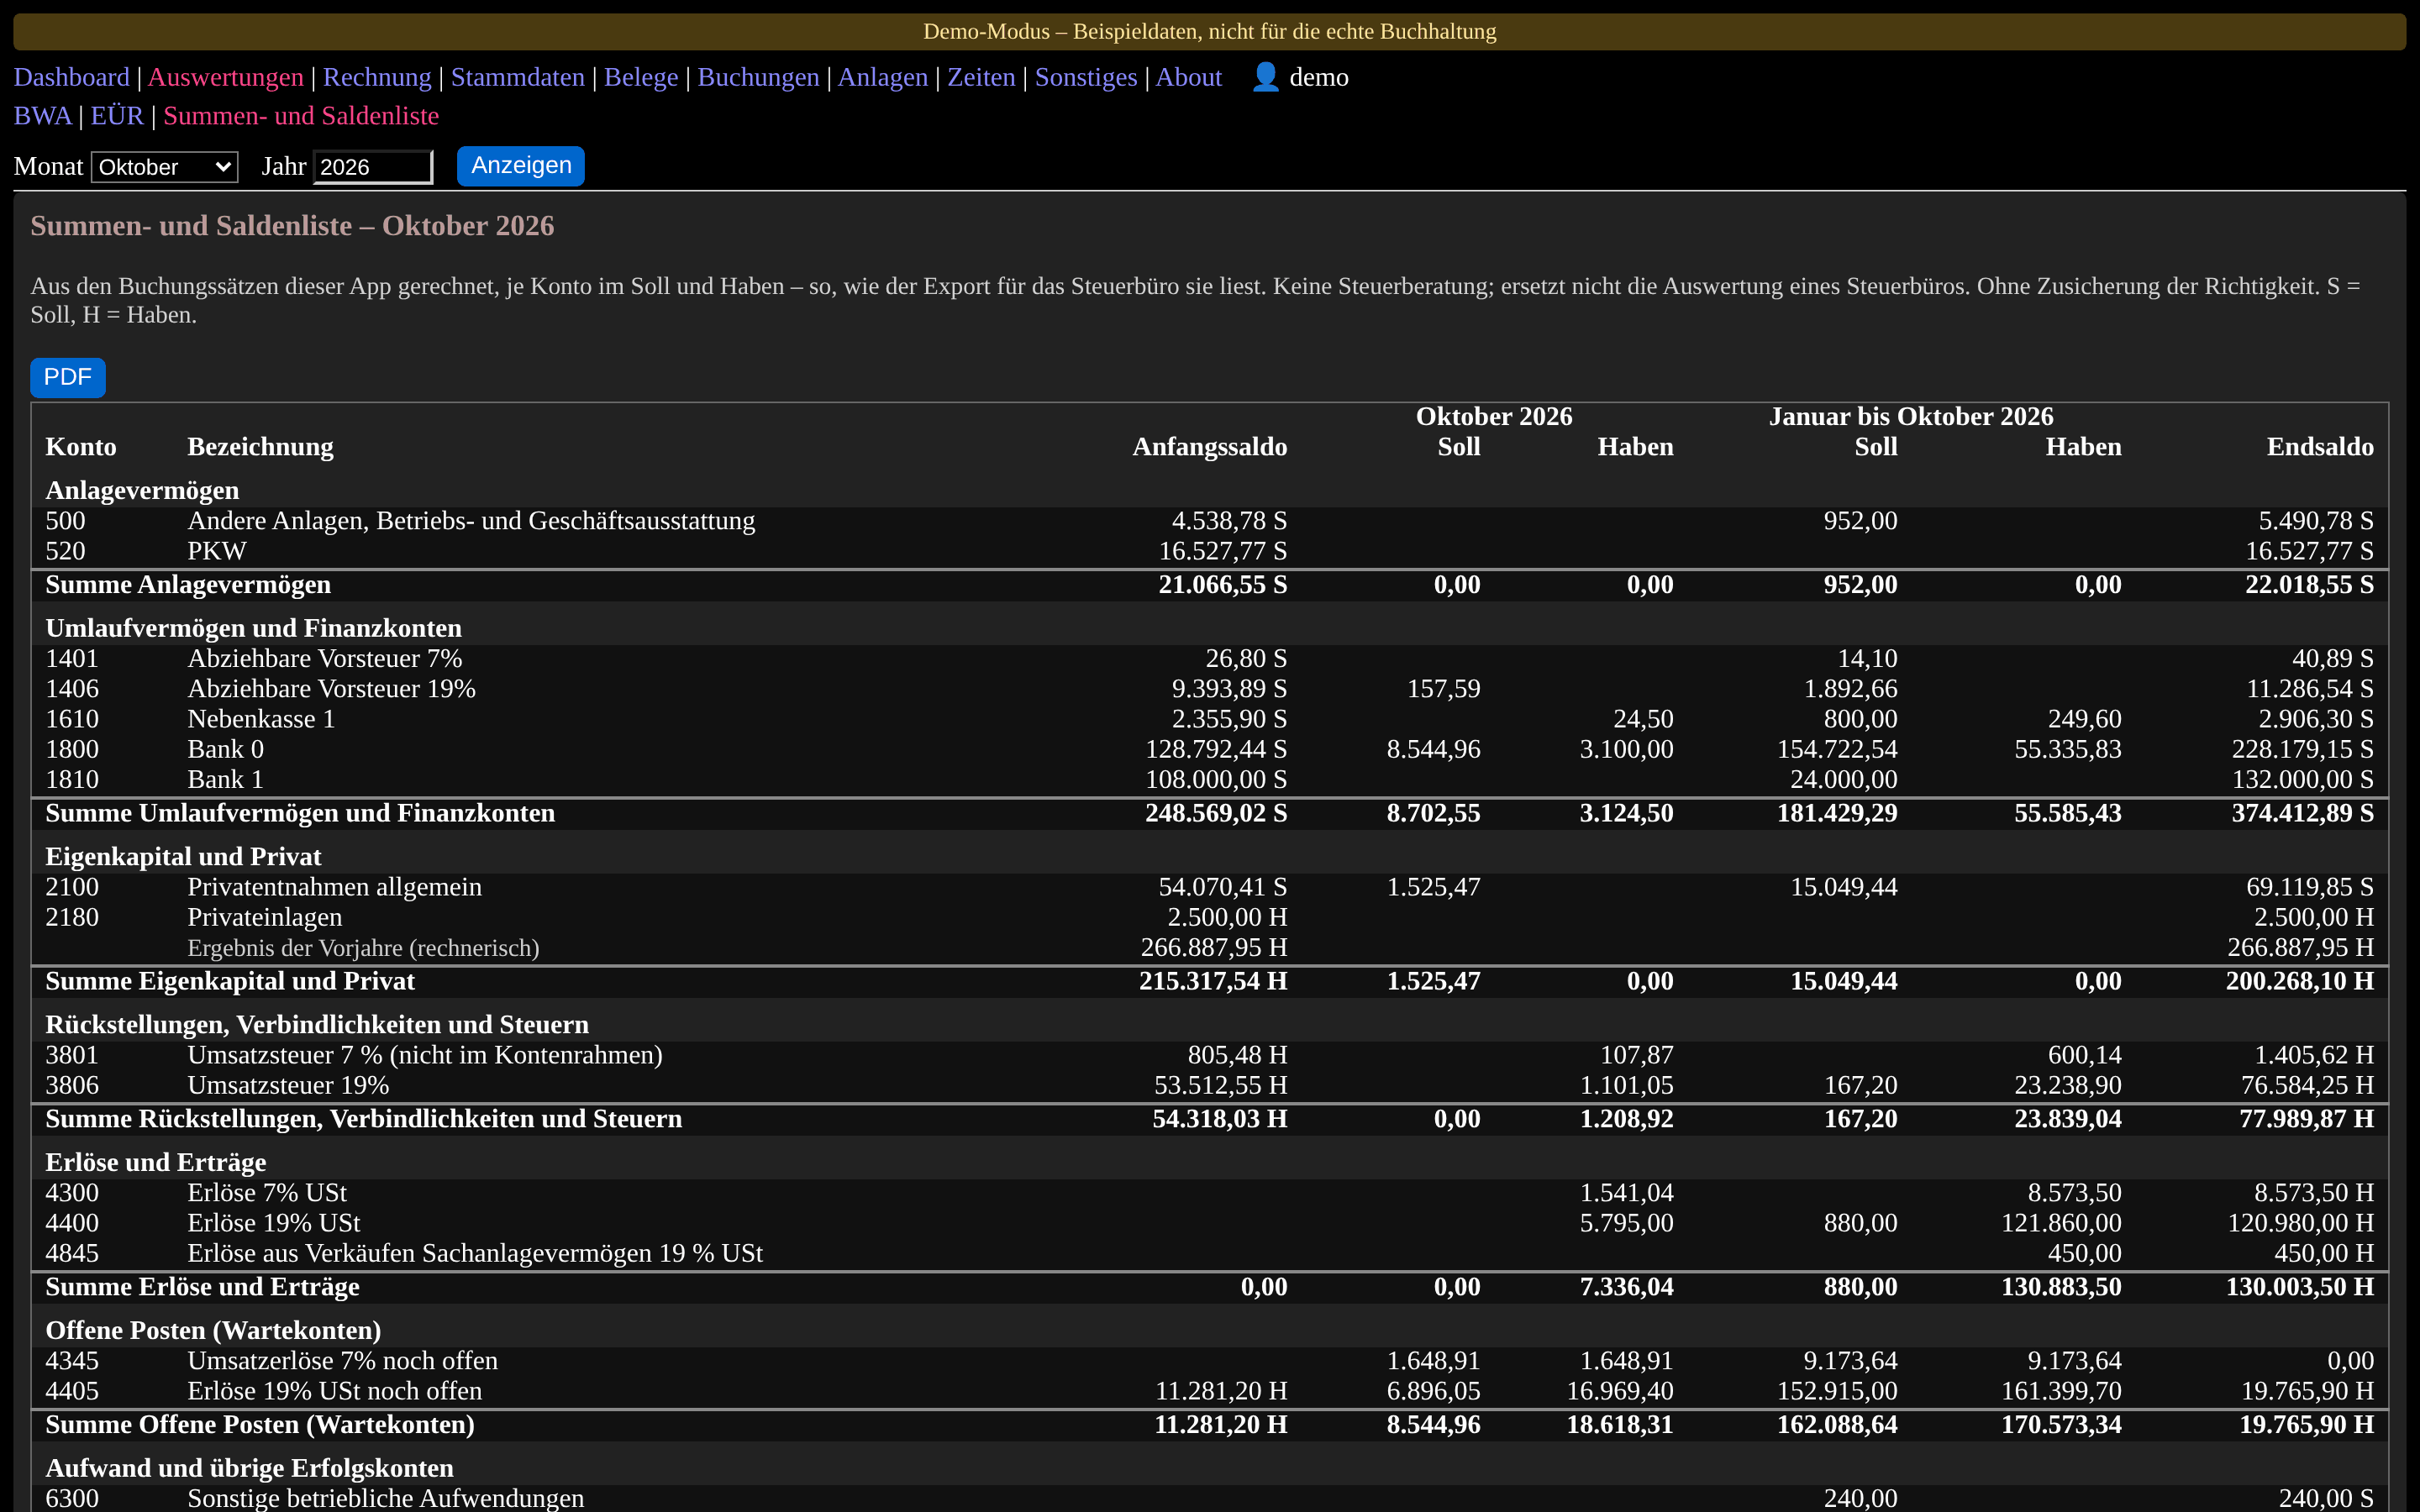 Demo-Modus – Beispieldaten, nicht für die echte Buchhaltung
Dashboard | Auswertungen | Rechnung | Stammdaten | Belege | Buchungen | Anlagen | Zeiten | Sonstiges | About 👤 demo
BWA | EÜR | Summen- und Saldenliste
Monat Oktober Jahr 2026 Anzeigen
Summen- und Saldenliste – Oktober 2026
Aus den Buchungssätzen dieser App gerechnet, je Konto im Soll und Haben – so, wie der Export für das Steuerbüro sie liest. Keine Steuerberatung; ersetzt nicht die Auswertung eines Steuerbüros. Ohne Zusicherung der Richtigkeit. S =
Soll, H = Haben.
PDF
Oktober 2026 Januar bis Oktober 2026
Konto Bezeichnung Anfangssaldo Soll Haben Soll Haben Endsaldo
Anlagevermögen
500 Andere Anlagen, Betriebs- und Geschäftsausstattung 4.538,78 S 952,00 5.490,78 S
520 PKW 16.527,77 S 16.527,77 S
Summe Anlagevermögen 21.066,55 S 0,00 0,00 952,00 0,00 22.018,55 S
Umlaufvermögen und Finanzkonten
1401 Abziehbare Vorsteuer 7% 26,80 S 14,10 40,89 S
1406 Abziehbare Vorsteuer 19% 9.393,89 S 157,59 1.892,66 11.286,54 S
1610 Nebenkasse 1 2.355,90 S 24,50 800,00 249,60 2.906,30 S
1800 Bank 0 128.792,44 S 8.544,96 3.100,00 154.722,54 55.335,83 228.179,15 S
1810 Bank 1 108.000,00 S 24.000,00 132.000,00 S
Summe Umlaufvermögen und Finanzkonten 248.569,02 S 8.702,55 3.124,50 181.429,29 55.585,43 374.412,89 S
Eigenkapital und Privat
2100 Privatentnahmen allgemein 54.070,41 S 1.525,47 15.049,44 69.119,85 S
2180 Privateinlagen 2.500,00 H 2.500,00 H
Ergebnis der Vorjahre (rechnerisch) 266.887,95 H 266.887,95 H
Summe Eigenkapital und Privat 215.317,54 H 1.525,47 0,00 15.049,44 0,00 200.268,10 H
Rückstellungen, Verbindlichkeiten und Steuern
3801 Umsatzsteuer 7 % (nicht im Kontenrahmen) 805,48 H 107,87 600,14 1.405,62 H
3806 Umsatzsteuer 19% 53.512,55 H 1.101,05 167,20 23.238,90 76.584,25 H
Summe Rückstellungen, Verbindlichkeiten und Steuern 54.318,03 H 0,00 1.208,92 167,20 23.839,04 77.989,87 H
Erlöse und Erträge
4300 Erlöse 7% USt 1.541,04 8.573,50 8.573,50 H
4400 Erlöse 19% USt 5.795,00 880,00 121.860,00 120.980,00 H
4845 Erlöse aus Verkäufen Sachanlagevermögen 19 % USt 450,00 450,00 H
Summe Erlöse und Erträge 0,00 0,00 7.336,04 880,00 130.883,50 130.003,50 H
Offene Posten (Wartekonten)
4345 Umsatzerlöse 7% noch offen 1.648,91 1.648,91 9.173,64 9.173,64 0,00
4405 Erlöse 19% USt noch offen 11.281,20 H 6.896,05 16.969,40 152.915,00 161.399,70 19.765,90 H
Summe Offene Posten (Wartekonten) 11.281,20 H 8.544,96 18.618,31 162.088,64 170.573,34 19.765,90 H
Aufwand und übrige Erfolgskonten
6300 Sonstige betriebliche Aufwendungen 240,00 240,00 S